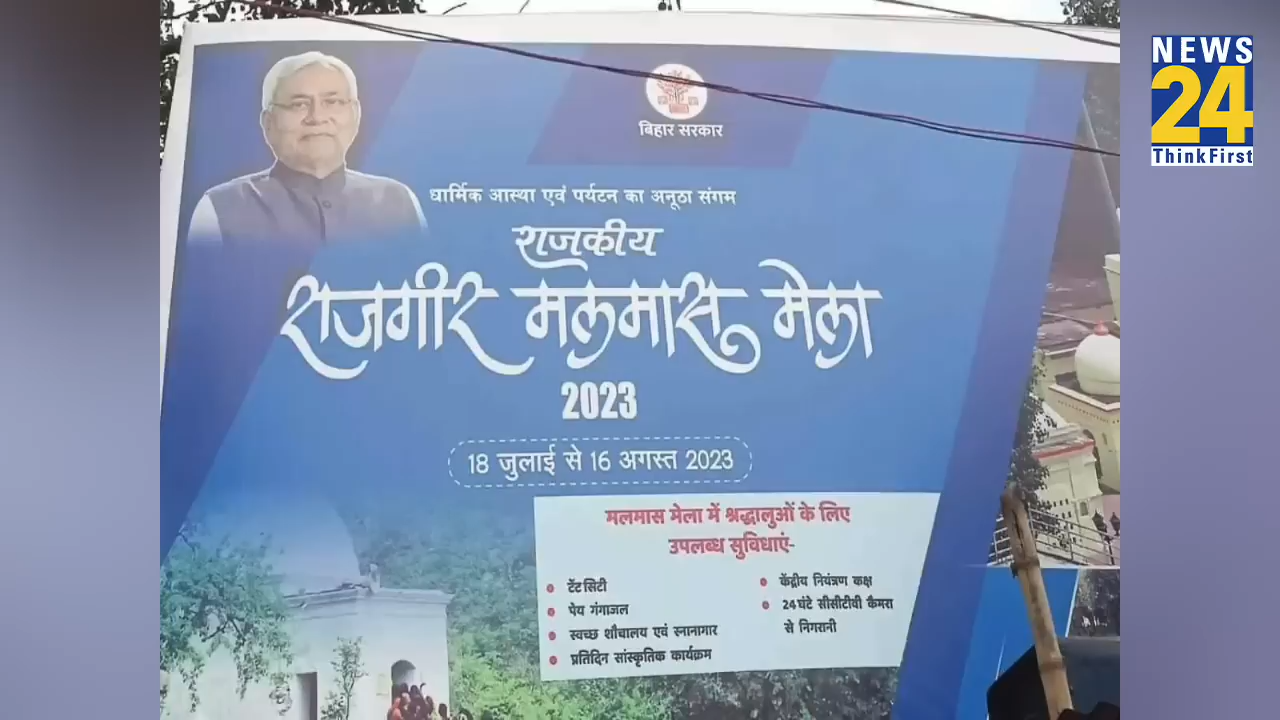 NEWS
24
ThinkFirst
बिहार सरकार
धार्मिक आस्था एवं पर्यटन का अनूठा संगम
राजकीय
राजगीर मलमास मेला
2023
18 जुलाई से 16 अगस्त 2023
मलमास मेला में श्रद्धालुओं के लिए
उपलब्ध सुविधाएं-
टेंट सिटी
पेय गंगाजल
स्वच्छ शौचालय एवं स्नानागार
प्रतिदिन सांस्कृतिक कार्यक्रम
केंद्रीय नियंत्रण कक्ष
24 घंटे सीसीटीवी कैमरा
से निगरानी